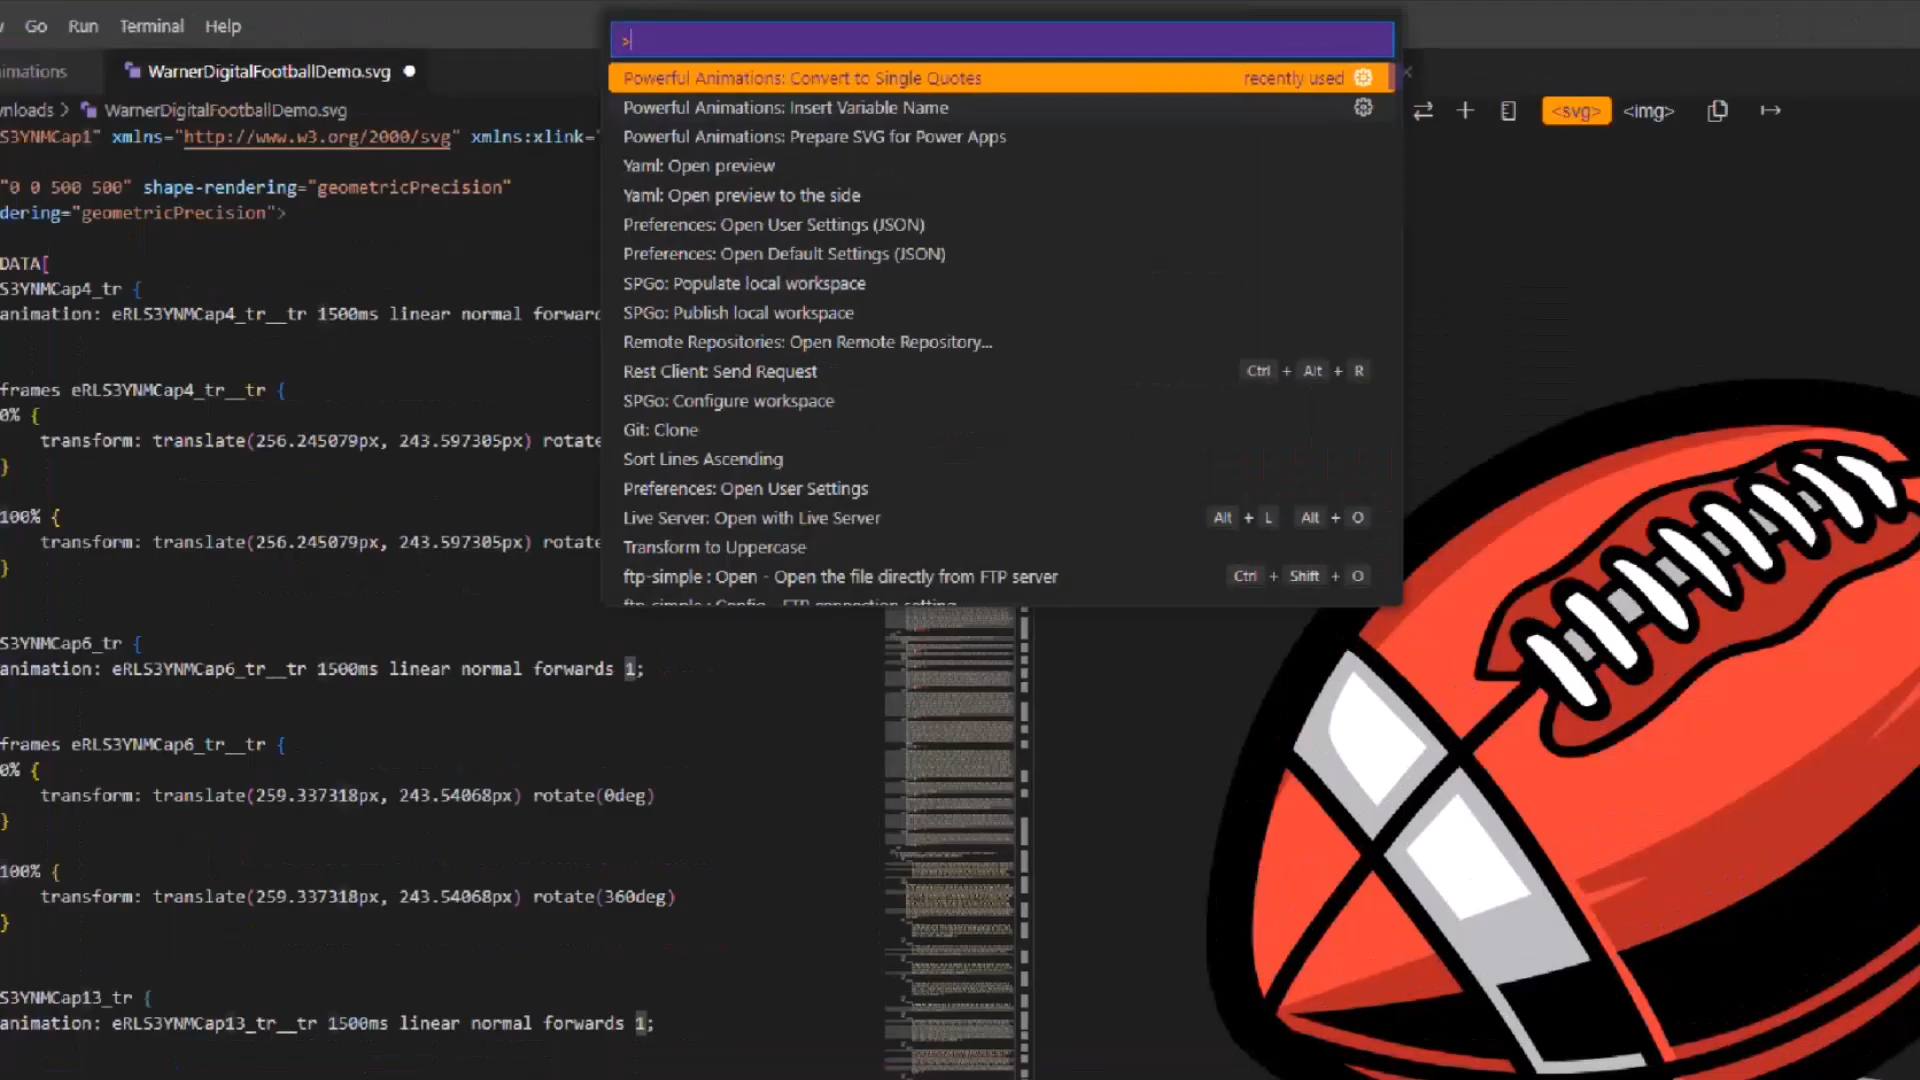 Go Run Terminal Help
>
imations
WarnerDigitalFootballDemo.svg
wnloads > WarnerDigitalFootballDemo.svg
S3YNMCap1" xmlns="http://www.w3.org/2000/svg" xmlns:xlink="
"0 0 500 500" shape-rendering="geometricPrecision"
dering="geometricPrecision">
DATA[
S3YNMCap4_tr {
animation: eRLS3YNMCap4_tr__tr 1500ms linear normal forward
frames eRLS3YNMCap4_tr__tr {
0% {
transform: translate(256.245079px, 243.597305px) rotate
}
100% {
transform: translate(256.245079px, 243.597305px) rotate
}
S3YNMCap6_tr {
animation: eRLS3YNMCap6_tr__tr 1500ms linear normal forwards 1;
frames eRLS3YNMCap6_tr__tr {
0% {
transform: translate(259.337318px, 243.54068px) rotate(0deg)
}
100% {
transform: translate(259.337318px, 243.54068px) rotate(360deg)
}
S3YNMCap13_tr {
animation: eRLS3YNMCap13_tr__tr 1500ms linear normal forwards 1;
Powerful Animations: Convert to Single Quotes recently used
Powerful Animations: Insert Variable Name
Powerful Animations: Prepare SVG for Power Apps
Yaml: Open preview
Yaml: Open preview to the side
Preferences: Open User Settings (JSON)
Preferences: Open Default Settings (JSON)
SPGo: Populate local workspace
SPGo: Publish local workspace
Remote Repositories: Open Remote Repository...
Rest Client: Send Request Ctrl + Alt + R
SPGo: Configure workspace
Git: Clone
Sort Lines Ascending
Preferences: Open User Settings
Live Server: Open with Live Server Alt + L Alt + O
Transform to Uppercase
ftp-simple : Open - Open the file directly from FTP server Ctrl + Shift + O
ftp-simple : Config - FTP connection setting
<svg> <img>